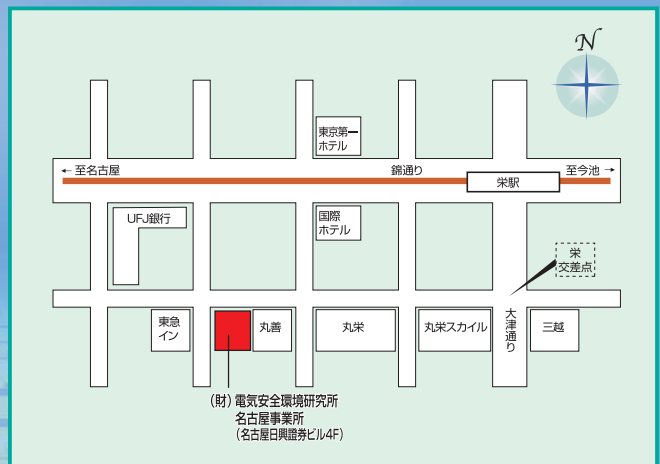 N
東京第一
ホテル
←至名古屋
錦通り
至今池→
栄駅
UFJ銀行
国際
ホテル
栄
交差点
東急
イン
丸善
丸栄
丸栄スカイル
大津通り
三越
(財)電気安全環境研究所
名古屋事業所
(名古屋日興證券ビル4F)